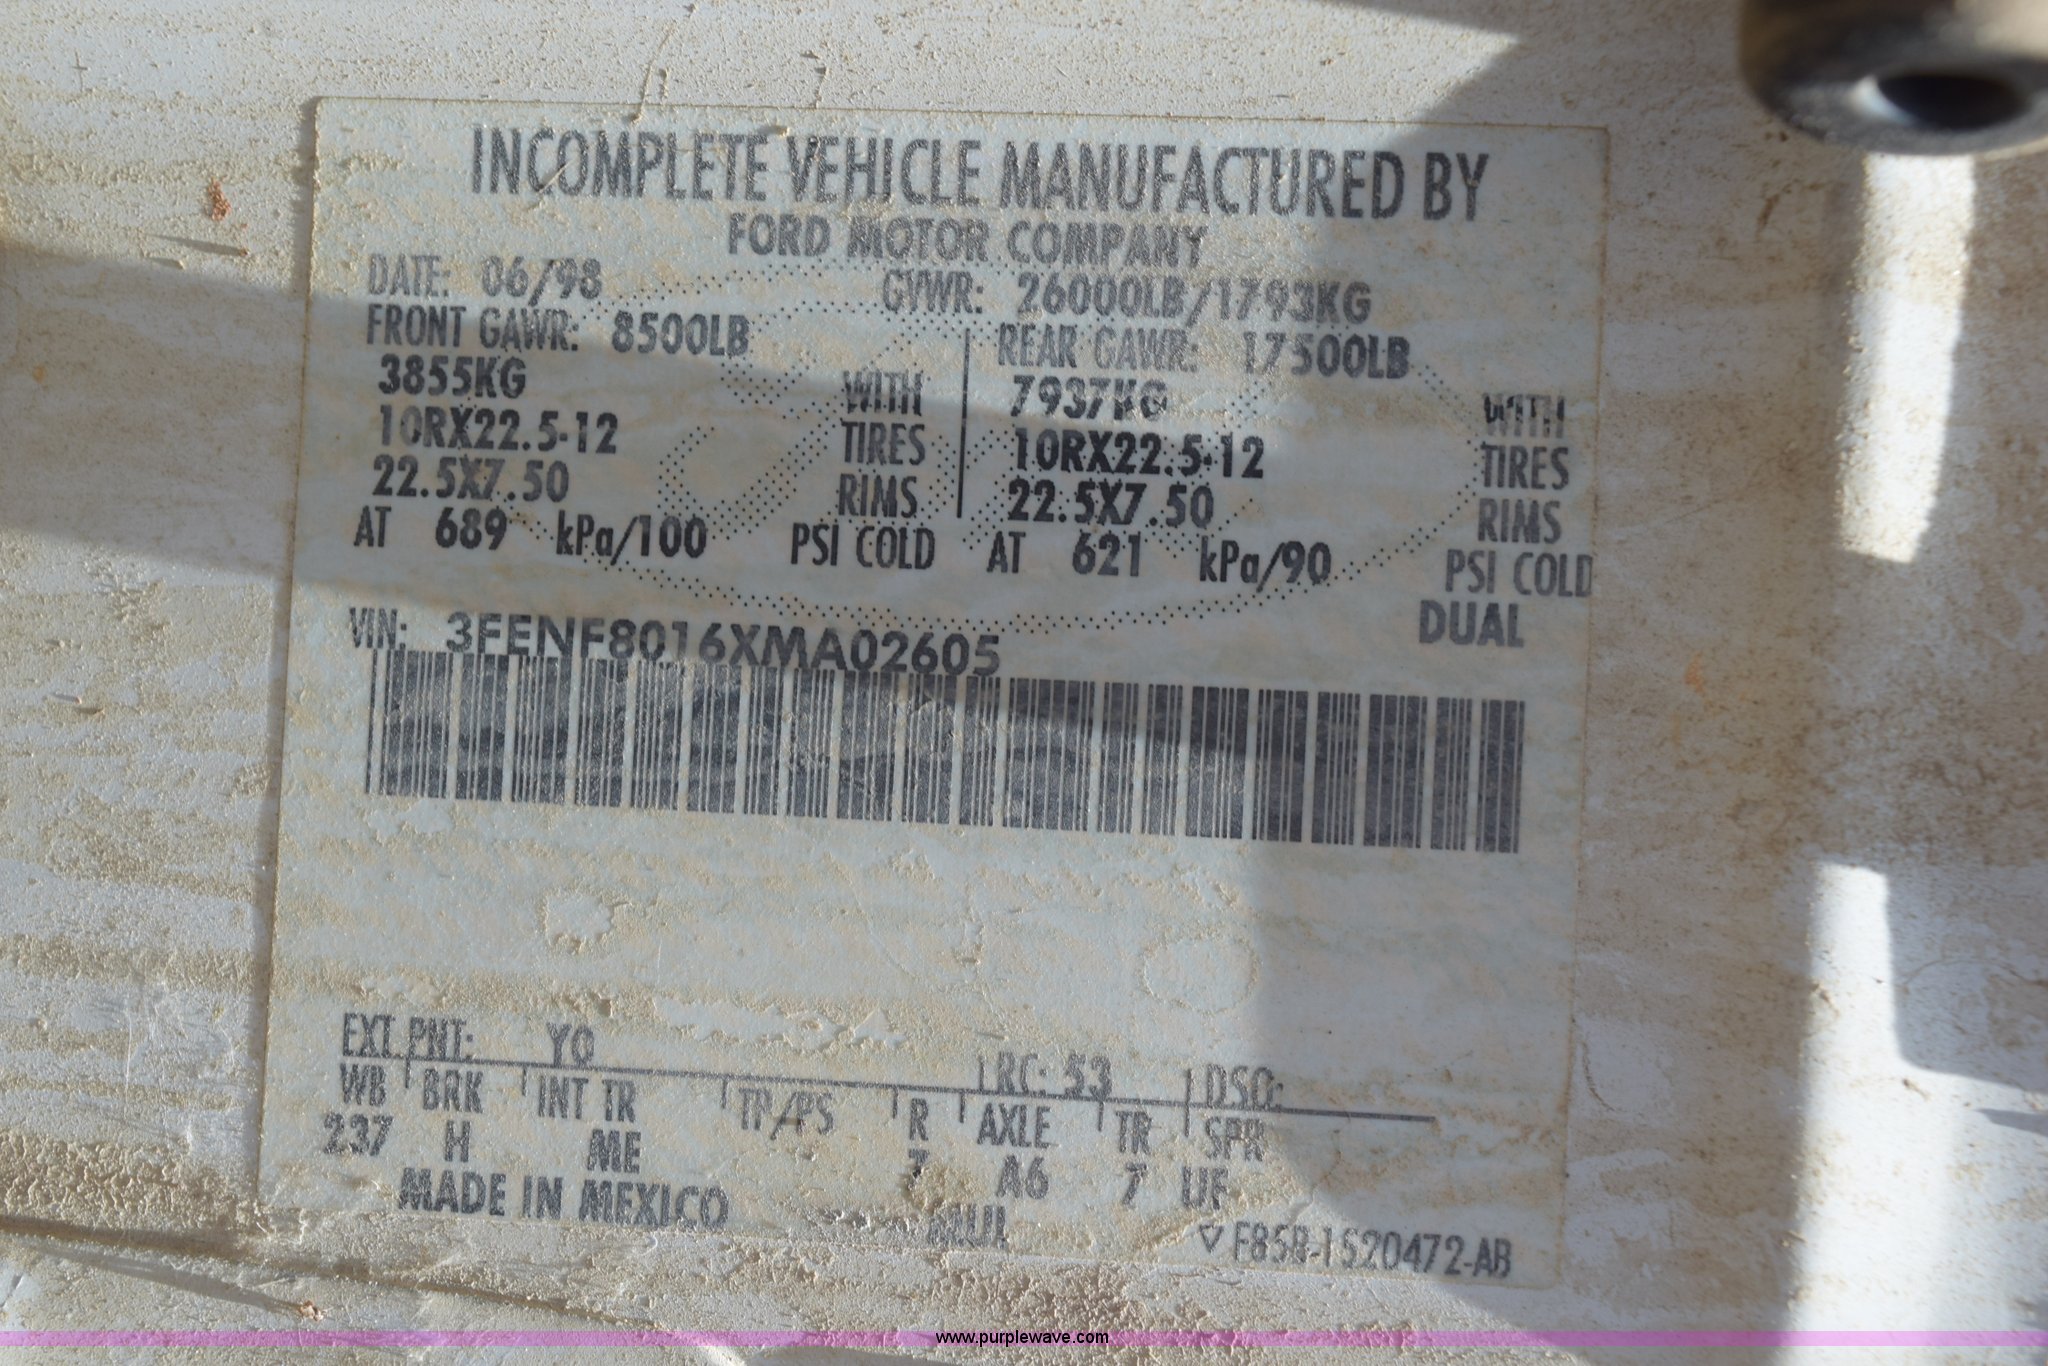 INCOMPLETE VEHICLE MANUFACTURED BY
FORD MOTOR COMPANY
DATE: 06/98 GVWR: 26000LB/1793KG
FRONT GAWR: 8500LB REAR GAWR: 17500LB
3855KG WITH 7937KG WITH
10RX22.5-12 TIRES 10RX22.5-12 TIRES
22.5X7.50 RIMS 22.5X7.50 RIMS
AT 689 kPa/100 PSI COLD AT 621 kPa/90 PSI COLD
DUAL
VIN: 3FENF8016XMA02605
EXT PNT: YO RC: 53 DSO:
WB BRK INT TR TP/PS R AXLE TR SPR
237 H ME 7 A6 7 UF
MADE IN MEXICO
F85B-1520472-AB
www.purplewave.com